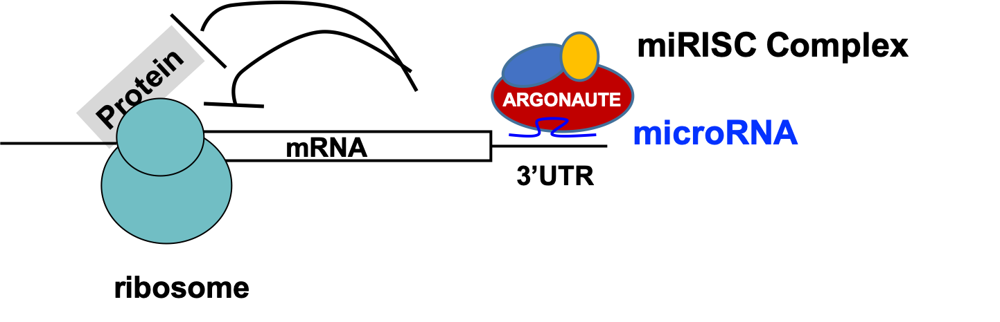 miRISC Complex
Protein
ARGONAUTE
microRNA
mRNA
3’UTR
ribosome